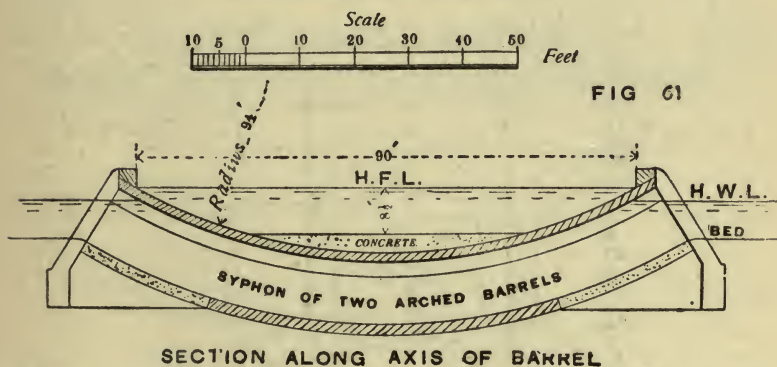 Scale
10 5 0 10 20 30 40 50
Feet
FIG 61
Radius 94'
90'
H.F.L.
H.W.L.
8'
CONCRETE
BED
SYPHON OF TWO ARCHED BARRELS
SECTION ALONG AXIS OF BARREL